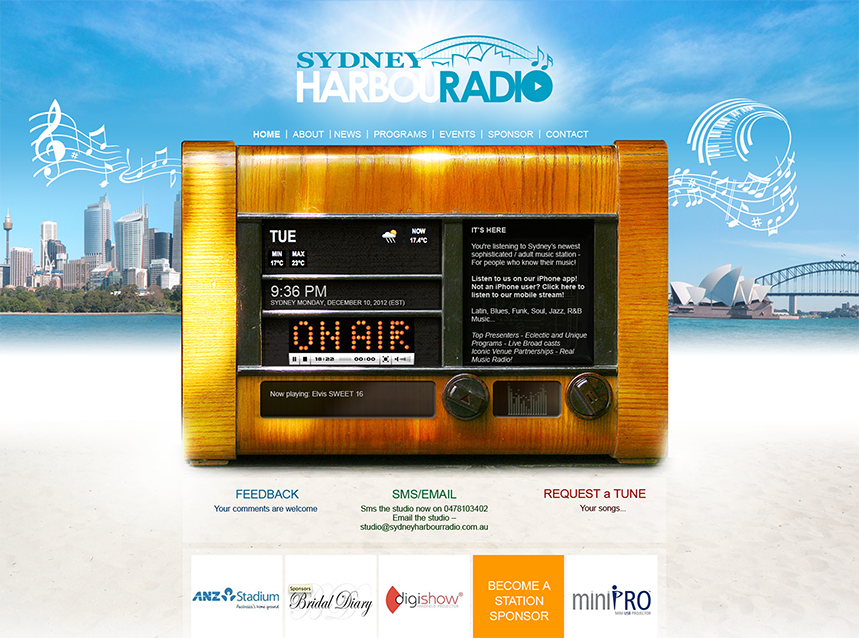 SYDNEY
HARBOURADIO
HOME | ABOUT | NEWS | PROGRAMS | EVENTS | SPONSOR | CONTACT
TUE
NOW
17.4°C
MIN MAX
17°C 23°C
9:36 PM
SYDNEY MONDAY, DECEMBER 10, 2012 (EST)
ON AIR
18:22 00:00
IT'S HERE
You're listening to Sydney's newest
sophisticated / adult music station -
For people who know their music!
Listen to us on our iPhone app!
Not an iPhone user? Click here to
listen to our mobile stream!
Latin, Blues, Funk, Soul, Jazz, R&B
Music...
Top Presenters - Eclectic and Unique
Programs - Live Broad casts
Iconic Venue Partnerships - Real
Music Radio!
Now playing: Elvis SWEET 16
FEEDBACK
Your comments are welcome
SMS/EMAIL
Sms the studio now on 0478103402
Email the studio –
studio@sydneyharbourradio.com.au
REQUEST a TUNE
Your songs...
ANZ Stadium
Australia's home ground
Sponsors
Bridal Diary
digishow®
BECOME A
STATION
SPONSOR
miniPRO
MINI USB PROJECTOR